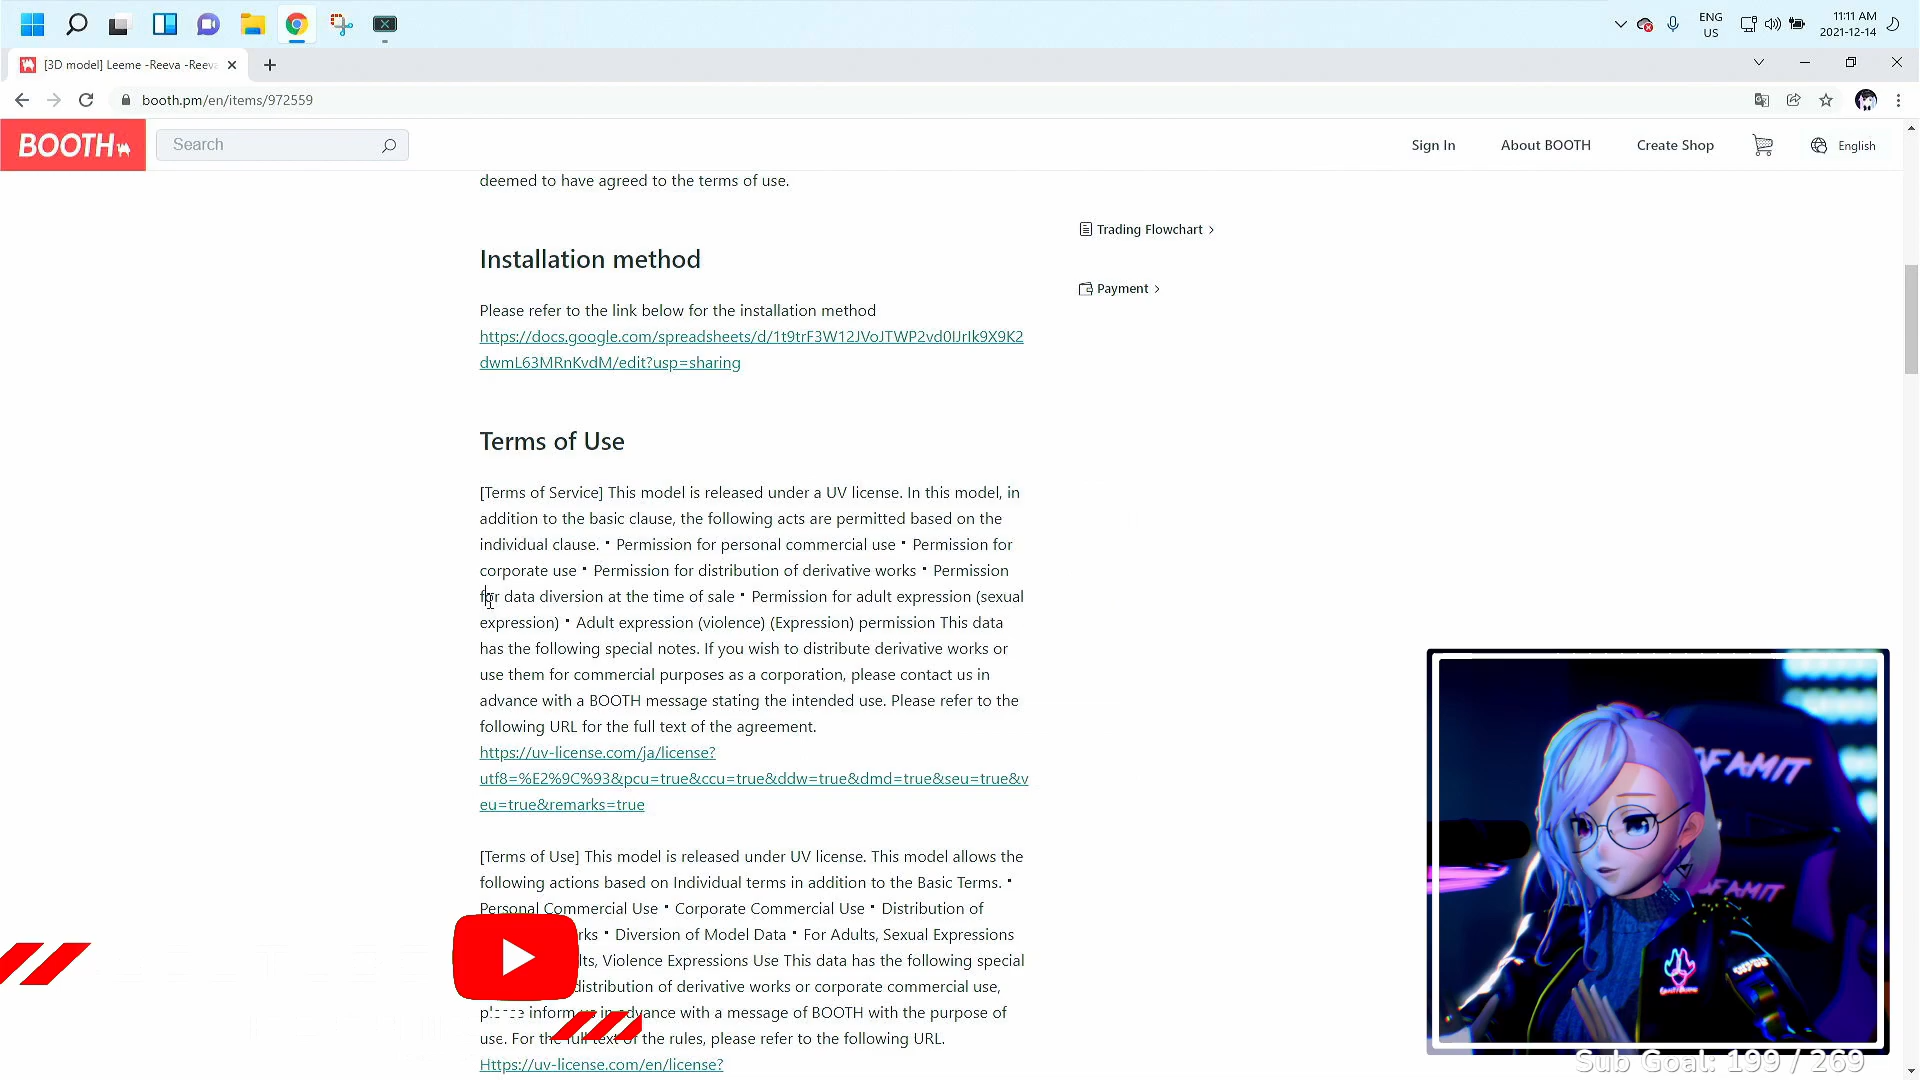 ENG
US
11:11 AM
2021-12-14
[3D model] Leeme -Reeva -Reeva
booth.pm/en/items/972559
BOOTH
Search
Sign In
About BOOTH
Create Shop
English
deemed to have agreed to the terms of use.
Trading Flowchart
Payment
Installation method
Please refer to the link below for the installation method
https://docs.google.com/spreadsheets/d/1t9trF3W12JVoJTWP2vd0IJrIk9X9K2
dwmL63MRnKvdM/edit?usp=sharing
Terms of Use
[Terms of Service] This model is released under a UV license. In this model, in
addition to the basic clause, the following acts are permitted based on the
individual clause. ・ Permission for personal commercial use ・ Permission for
corporate use ・ Permission for distribution of derivative works ・ Permission
for data diversion at the time of sale ・ Permission for adult expression (sexual
expression) ・ Adult expression (violence) (Expression) permission This data
has the following special notes. If you wish to distribute derivative works or
use them for commercial purposes as a corporation, please contact us in
advance with a BOOTH message stating the intended use. Please refer to the
following URL for the full text of the agreement.
https://uv-license.com/ja/license?
utf8=%E2%9C%93&pcu=true&ccu=true&ddw=true&dmd=true&seu=true&v
eu=true&remarks=true
[Terms of Use] This model is released under UV license. This model allows the
following actions based on Individual terms in addition to the Basic Terms. ・
Personal Commercial Use ・ Corporate Commercial Use ・ Distribution of
rks ・ Diversion of Model Data ・ For Adults, Sexual Expressions
lts, Violence Expressions Use This data has the following special
distribution of derivative works or corporate commercial use,
please inform us in advance with a message of BOOTH with the purpose of
use. For the full text of the rules, please refer to the following URL.
Https://uv-license.com/en/license?
Sub Goal: 199 / 269